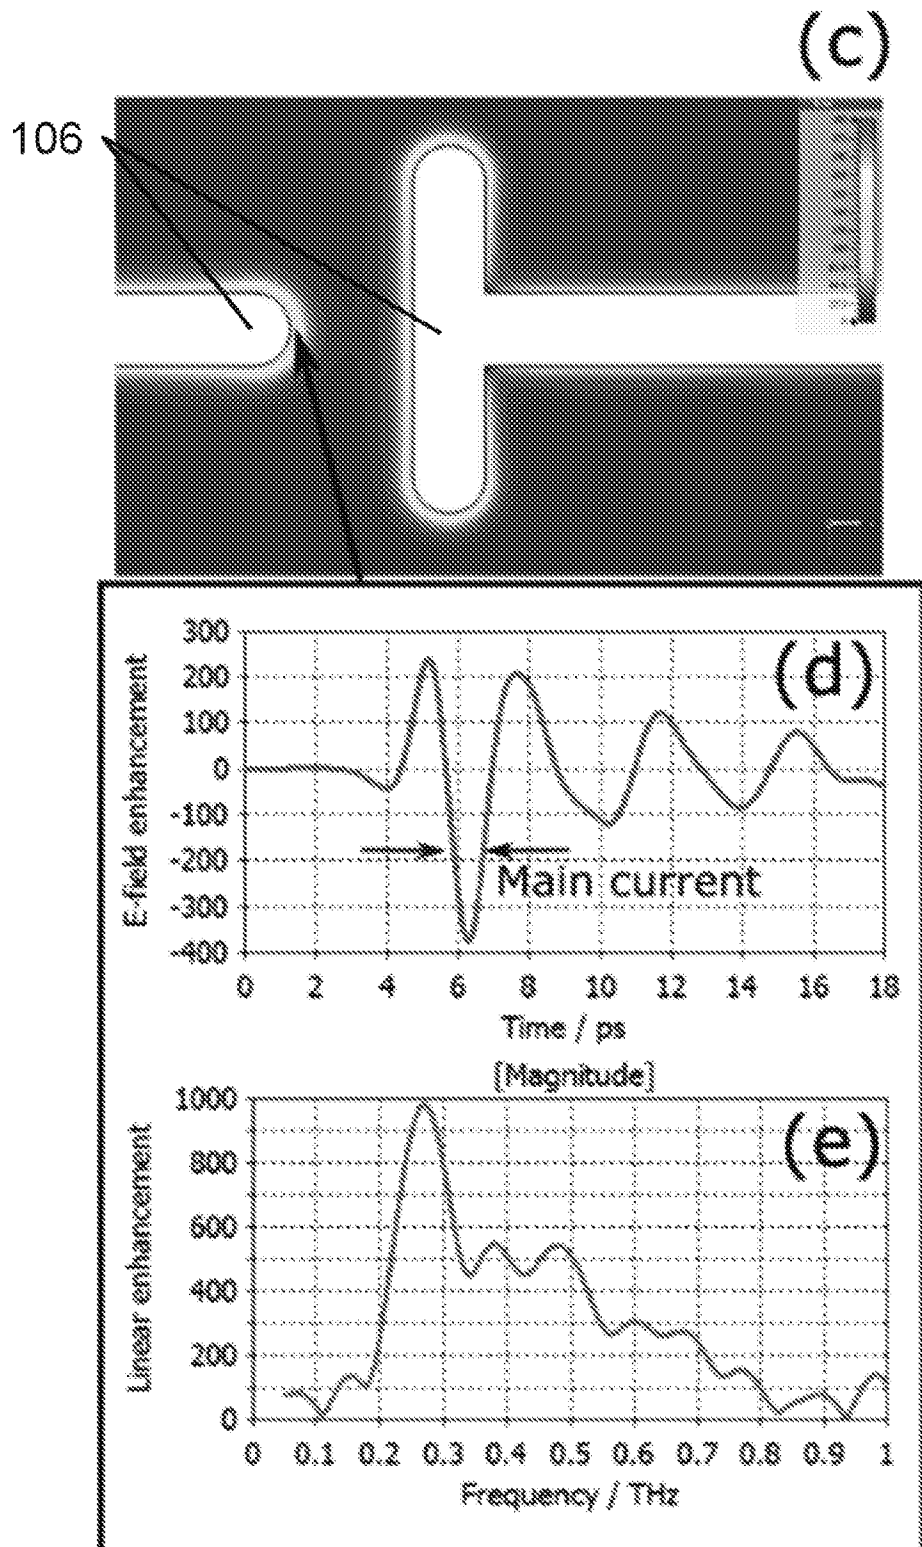 (c)
106
300
200
100
0
-100
-200
-300
-400
E-field enhancement
(d)
Main current
0 2 4 6 8 10 12 14 16 18
Time / ps
[Magnitude]
1000
800
600
400
200
0
Linear enhancement
(e)
0 0.1 0.2 0.3 0.4 0.5 0.6 0.7 0.8 0.9 1
Frequency / THz